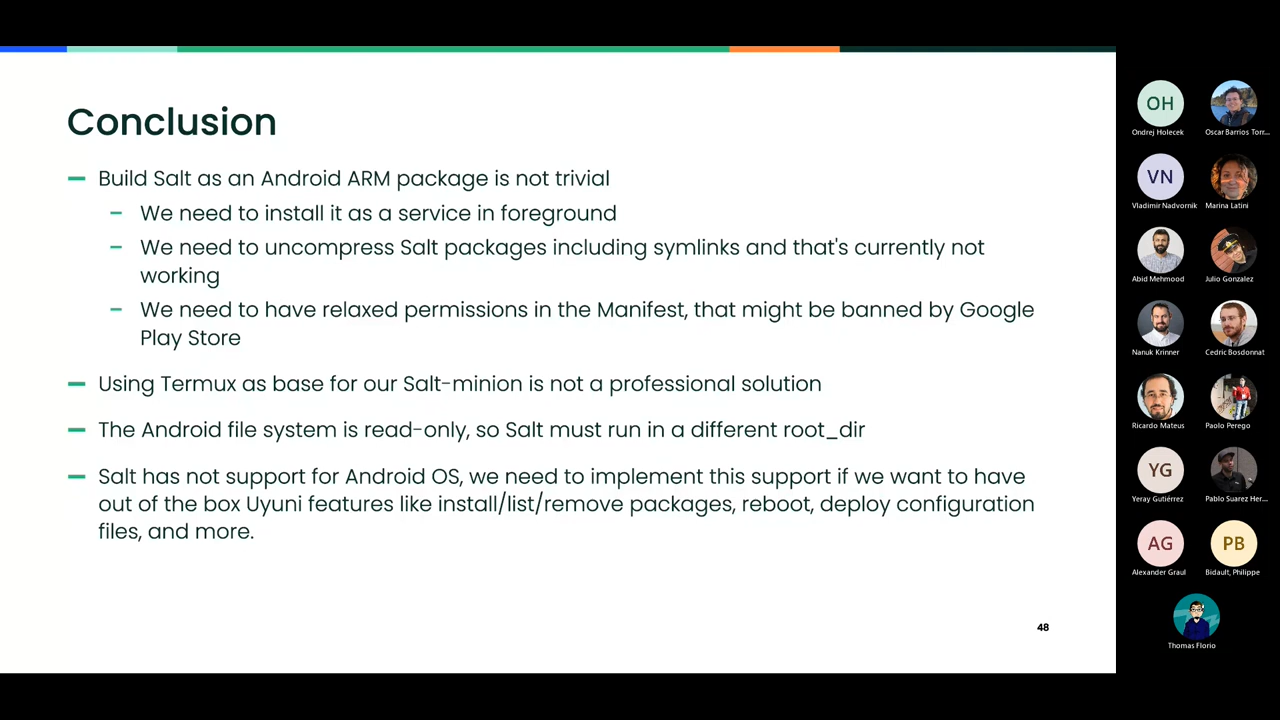 Conclusion
Build Salt as an Android ARM package is not trivial
We need to install it as a service in foreground
We need to uncompress Salt packages including symlinks and that's currently not
working
We need to have relaxed permissions in the Manifest, that might be banned by Google
Play Store
Using Termux as base for our Salt-minion is not a professional solution
The Android file system is read-only, so Salt must run in a different root_dir
Salt has not support for Android OS, we need to implement this support if we want to have
out of the box Uyuni features like install/list/remove packages, reboot, deploy configuration
files, and more.
48
OH
Ondrej Holecek
Oscar Barrios Torr...
VN
Vladimir Nadvornik
Marina Latini
Abid Mehmood
Julio Gonzalez
Nanuk Krinner
Cedric Bosdonnat
Ricardo Mateus
Paolo Perego
YG
Yeray Gutiérrez
Pablo Suarez Her...
AG
Alexander Graul
PB
Bidault, Philippe
Thomas Florio